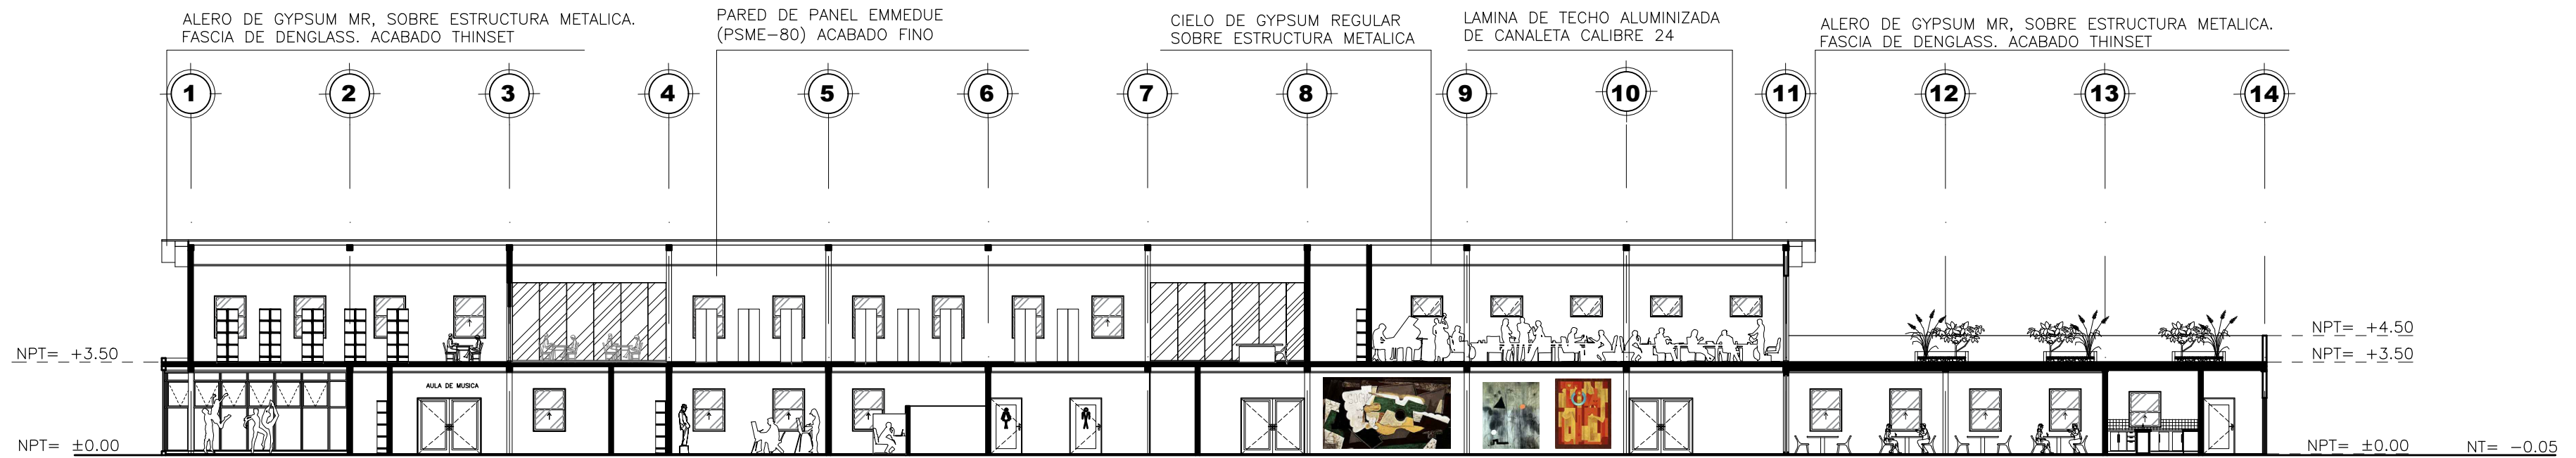 ALERO DE GYPSUM MR, SOBRE ESTRUCTURA METALICA.
FASCIA DE DENGLASS. ACABADO THINSET
PARED DE PANEL EMMEDUE
(PSME-80) ACABADO FINO
CIELO DE GYPSUM REGULAR
SOBRE ESTRUCTURA METALICA
LAMINA DE TECHO ALUMINIZADA
DE CANALETA CALIBRE 24
ALERO DE GYPSUM MR, SOBRE ESTRUCTURA METALICA.
FASCIA DE DENGLASS. ACABADO THINSET
1 2 3 4 5 6 7 8 9 10 11 12 13 14
NPT= +4.50
NPT= +3.50
NPT= +3.50
AULA DE MUSICA
NPT= ±0.00
NPT= ±0.00
NT= -0.05